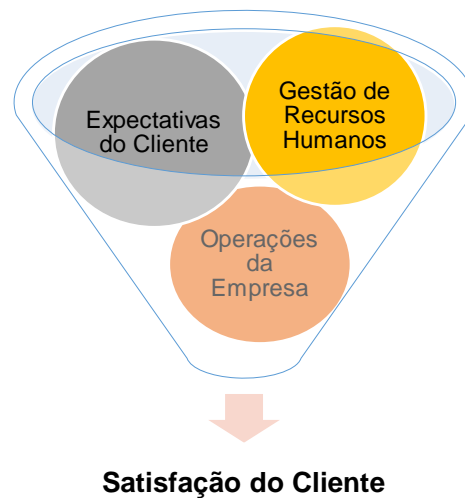 Expectativas
do Cliente
Gestão de
Recursos
Humanos
Operações
da
Empresa
Satisfação do Cliente